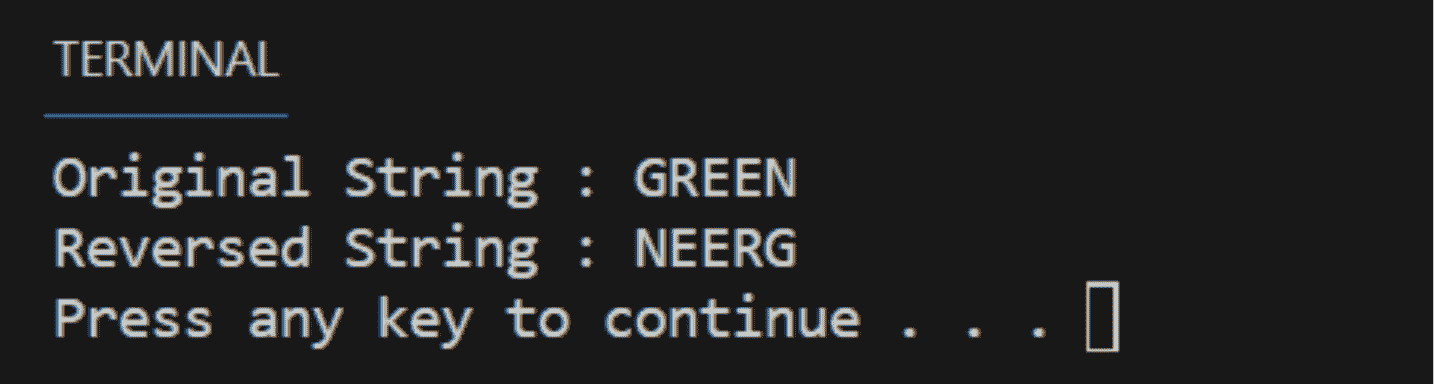 TERMINAL
Original String : GREEN
Reversed String : NEERG
Press any key to continue . . .